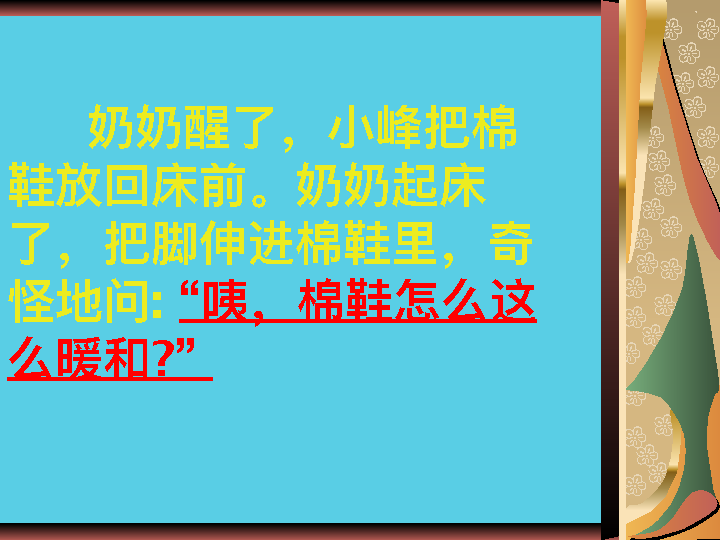 奶奶醒了，小峰把棉
鞋放回床前。奶奶起床
了，把脚伸进棉鞋里，奇
怪地问:“咦，棉鞋怎么这
么暖和?”